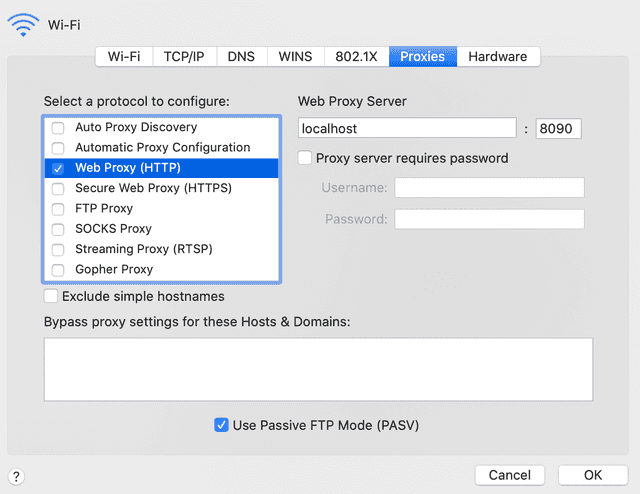 Wi-Fi
Wi-Fi TCP/IP DNS WINS 802.1X Proxies Hardware
Select a protocol to configure:
Auto Proxy Discovery
Automatic Proxy Configuration
Web Proxy (HTTP)
Secure Web Proxy (HTTPS)
FTP Proxy
SOCKS Proxy
Streaming Proxy (RTSP)
Gopher Proxy
Exclude simple hostnames
Web Proxy Server
localhost : 8090
Proxy server requires password
Username:
Password:
Bypass proxy settings for these Hosts & Domains:
Use Passive FTP Mode (PASV)
? Cancel OK